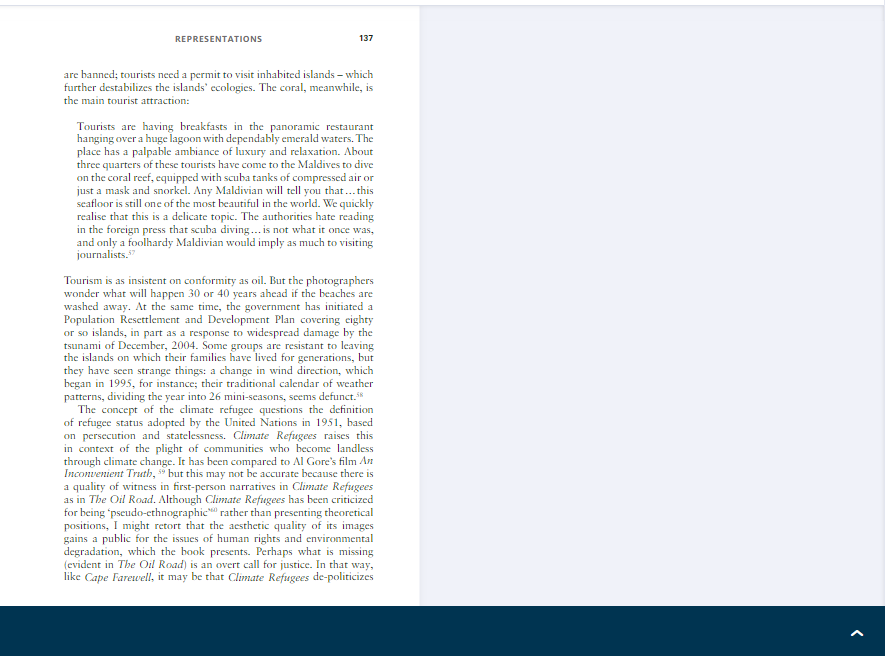 REPRESENTATIONS 137
are banned; tourists need a permit to visit inhabited islands – which
further destabilizes the islands' ecologies. The coral, meanwhile, is
the main tourist attraction:
Tourists are having breakfasts in the panoramic restaurant
hanging over a huge lagoon with dependably emerald waters. The
place has a palpable ambiance of luxury and relaxation. About
three quarters of these tourists have come to the Maldives to dive
on the coral reef, equipped with scuba tanks of compressed air or
just a mask and snorkel. Any Maldivian will tell you that … this
seafloor is still one of the most beautiful in the world. We quickly
realise that this is a delicate topic. The authorities hate reading
in the foreign press that scuba diving … is not what it once was,
and only a foolhardy Maldivian would imply as much to visiting
journalists.57
Tourism is as insistent on conformity as oil. But the photographers
wonder what will happen 30 or 40 years ahead if the beaches are
washed away. At the same time, the government has initiated a
Population Resettlement and Development Plan covering eighty
or so islands, in part as a response to widespread damage by the
tsunami of December, 2004. Some groups are resistant to leaving
the islands on which their families have lived for generations, but
they have seen strange things: a change in wind direction, which
began in 1995, for instance; their traditional calendar of weather
patterns, dividing the year into 26 mini-seasons, seems defunct.58
The concept of the climate refugee questions the definition
of refugee status adopted by the United Nations in 1951, based
on persecution and statelessness. Climate Refugees raises this
in context of the plight of communities who become landless
through climate change. It has been compared to Al Gore's film An
Inconvenient Truth, 59 but this may not be accurate because there is
a quality of witness in first-person narratives in Climate Refugees
as in The Oil Road. Although Climate Refugees has been criticized
for being 'pseudo-ethnographic'60 rather than presenting theoretical
positions, I might retort that the aesthetic quality of its images
gains a public for the issues of human rights and environmental
degradation, which the book presents. Perhaps what is missing
(evident in The Oil Road) is an overt call for justice. In that way,
like Cape Farewell, it may be that Climate Refugees de-politicizes